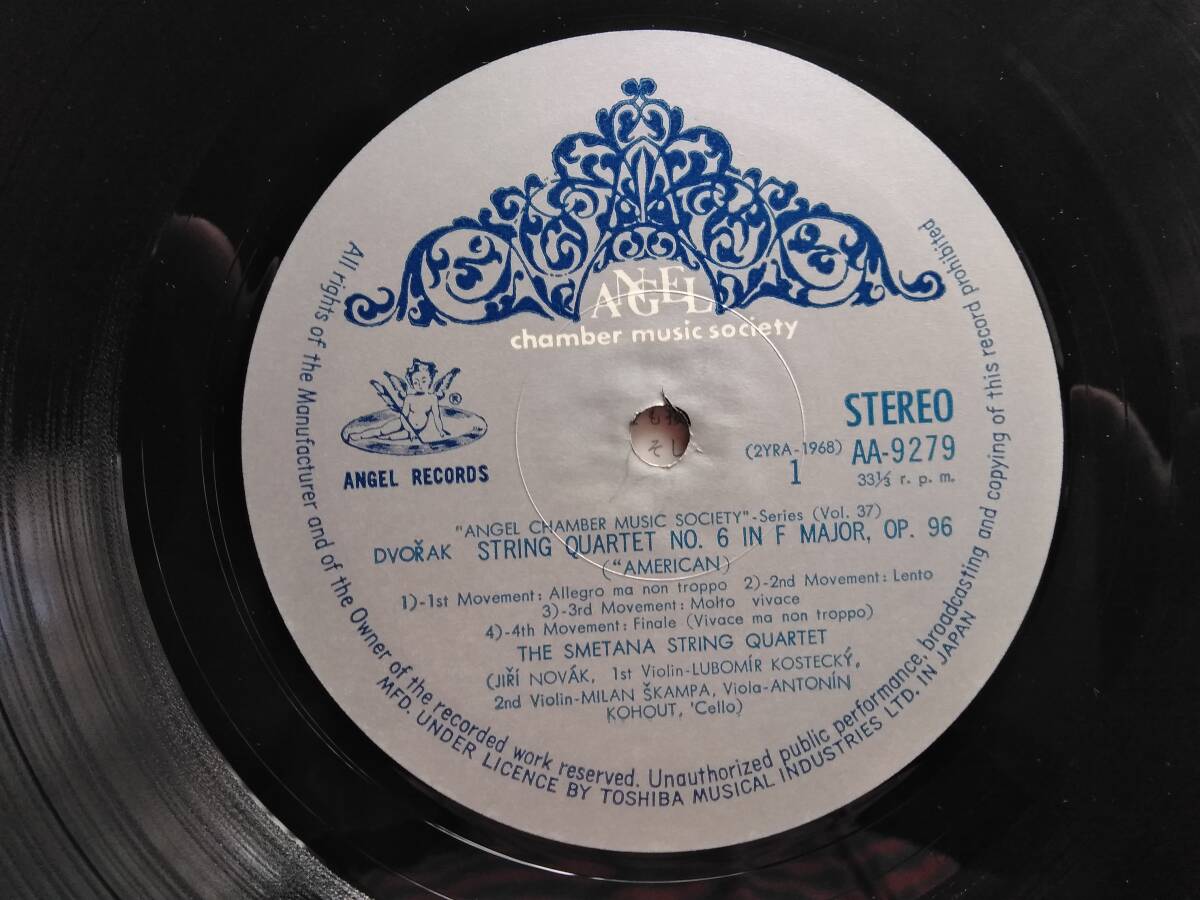 ANGEL
chamber music society
®
ANGEL RECORDS
STEREO
(2YRA-1968) AA-9279
1
33⅓ r. p. m.
"ANGEL CHAMBER MUSIC SOCIETY"-Series (Vol. 37)
DVOŘAK STRING QUARTET NO. 6 IN F MAJOR, OP. 96
("AMERICAN)
1)-1st Movement: Allegro ma non troppo 2)-2nd Movement: Lento
3)-3rd Movement: Molto vivace
4)-4th Movement: Finale (Vivace ma non troppo)
THE SMETANA STRING QUARTET
(JIŘÍ NOVÁK, 1st Violin-LUBOMÍR KOSTECKÝ,
2nd Violin-MILAN ŠKAMPA, Viola-ANTONÍN
KOHOUT, 'Cello)
All rights of the Manufacturer and of the Owner of the recorded work reserved. Unauthorized public performance, broadcasting and copying of this record prohibited
MFD. UNDER LICENCE BY TOSHIBA MUSICAL INDUSTRIES LTD. IN JAPAN
そし